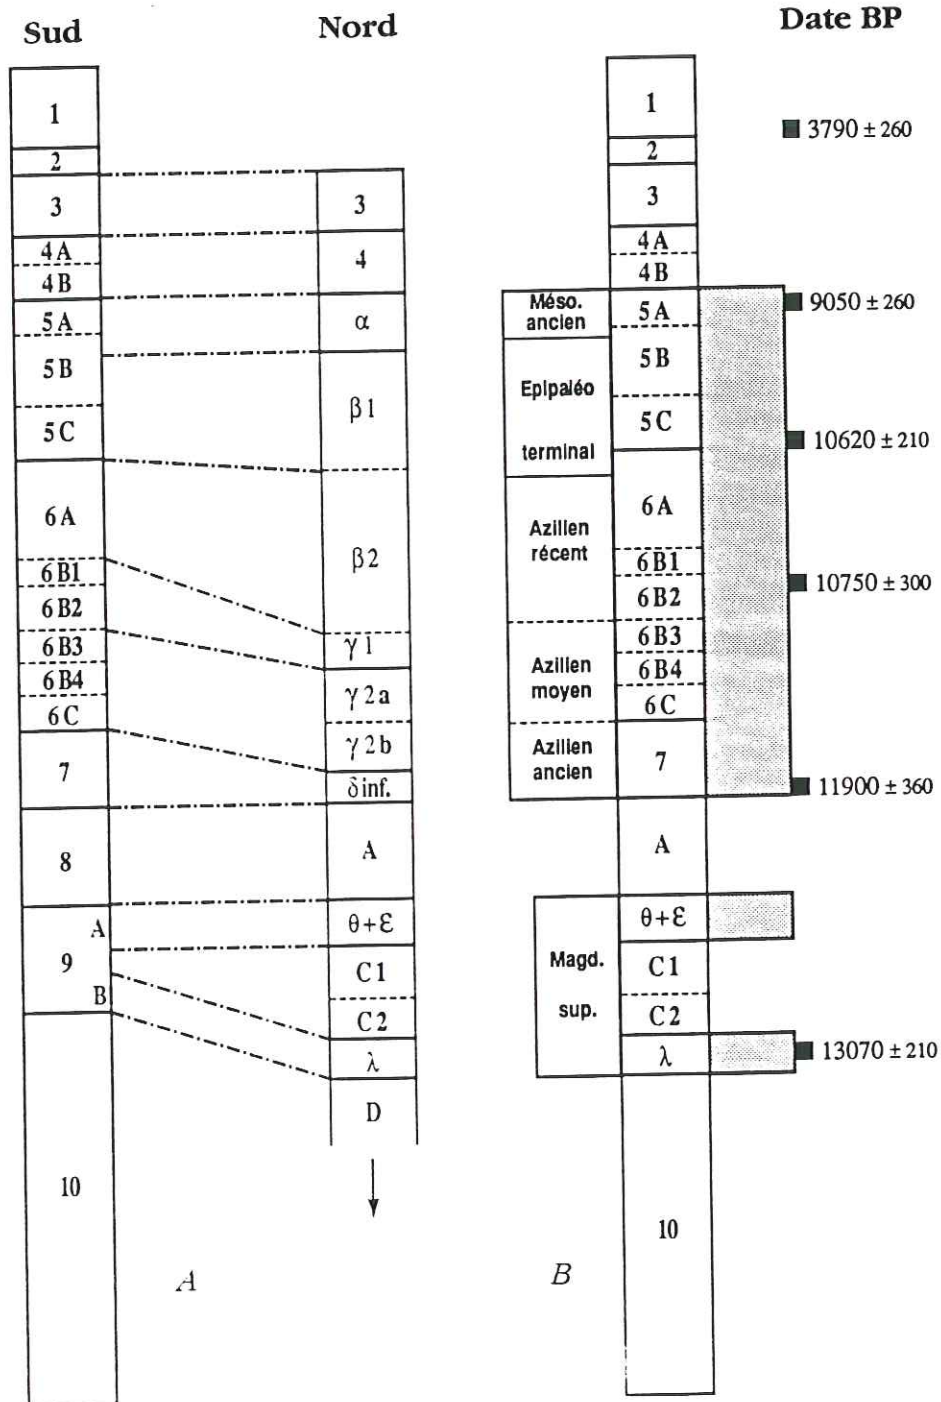 Sud
Nord
1
2
3
4A
4B
5A
5B
5C
6A
6B1
6B2
6B3
6B4
6C
7
8
A
9
B
10
3
4
α
β1
β2
γ1
γ2a
γ2b
δinf.
A
θ+ε
C1
C2
λ
D
A
Date BP
Méso.
ancien
Epipaléo
terminal
Azilien
récent
Azilien
moyen
Azilien
ancien
Magd.
sup.
1
2
3
4A
4B
5A
5B
5C
6A
6B1
6B2
6B3
6B4
6C
7
A
θ+ε
C1
C2
λ
10
3790 ± 260
9050 ± 260
10620 ± 210
10750 ± 300
11900 ± 360
13070 ± 210
B